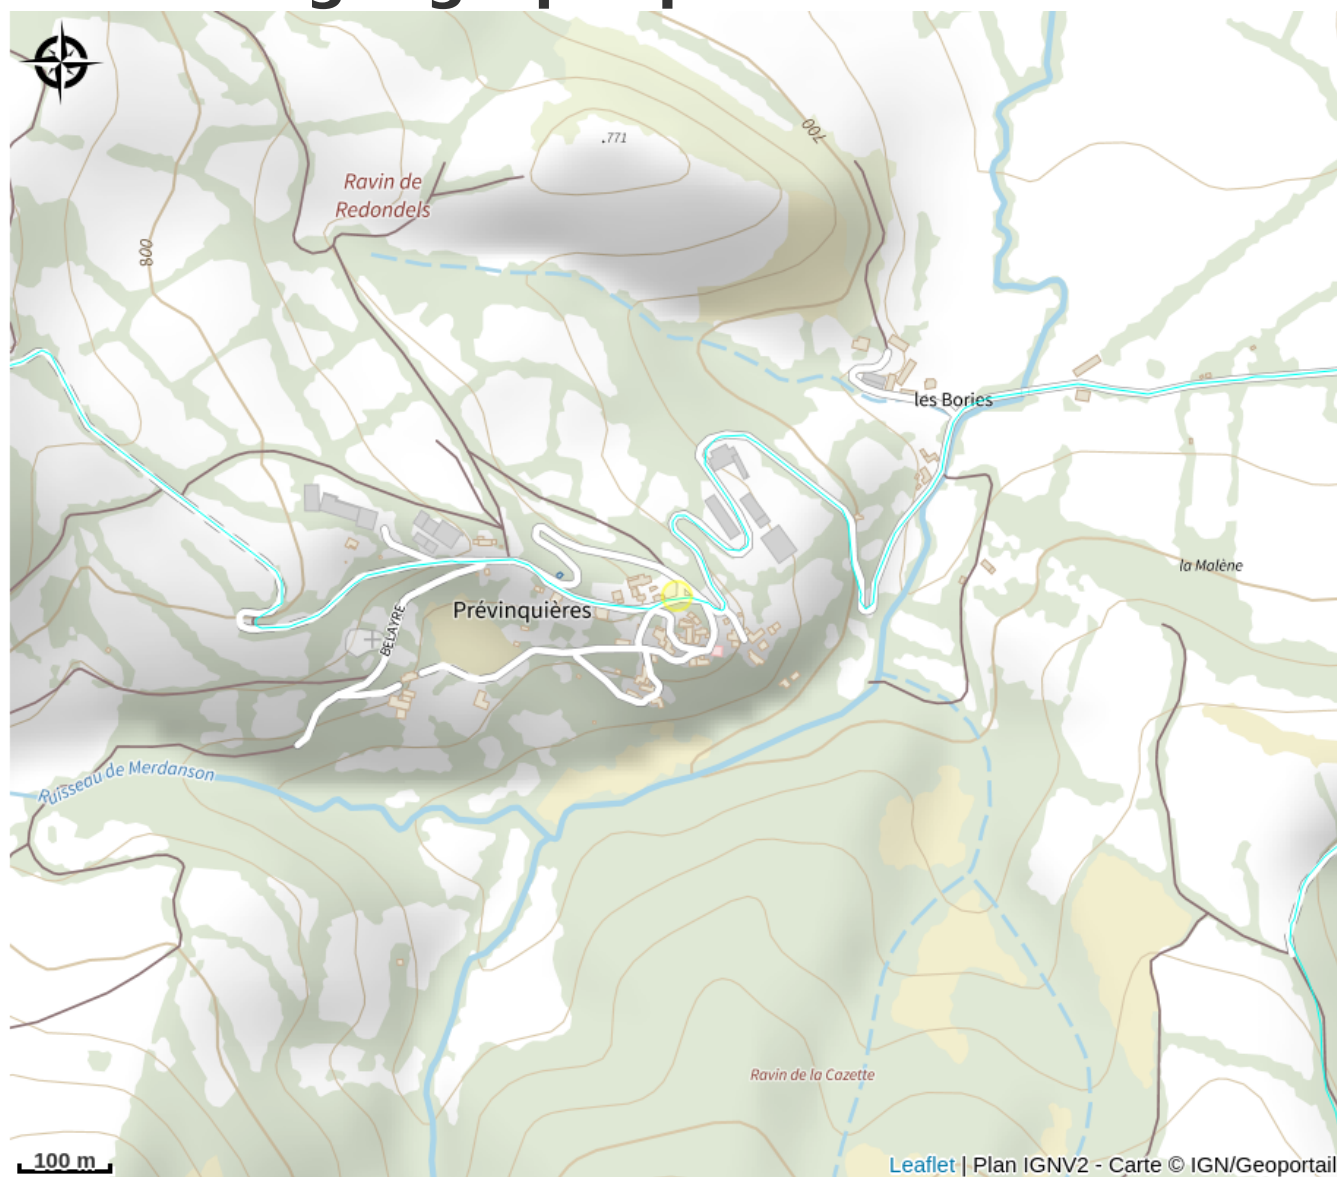 .771
700
Ravin de
Redondels
800
les Bories
la Malène
Prévinquières
BELAYRE
Ruisseau de Merdanson
Ravin de la Cazette
100 m
Leaflet | Plan IGNV2 - Carte © IGN/Geoportail